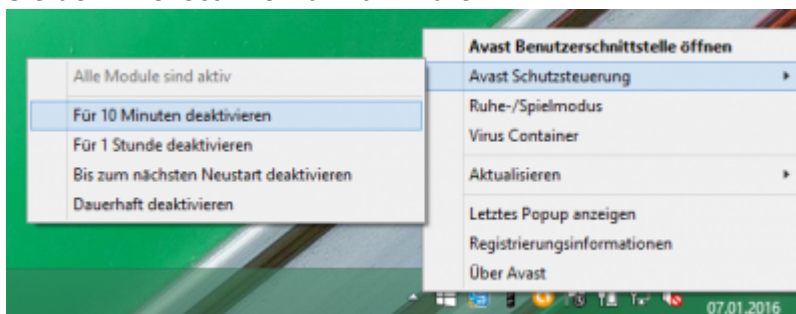 Avast Benutzerschnittstelle öffnen
Avast Schutzsteuerung
Ruhe-/Spielmodus
Virus Container
Aktualisieren
Letztes Popup anzeigen
Registrierungsinformationen
Über Avast
Alle Module sind aktiv
Für 10 Minuten deaktivieren
Für 1 Stunde deaktivieren
Bis zum nächsten Neustart deaktivieren
Dauerhaft deaktivieren
07.01.2016